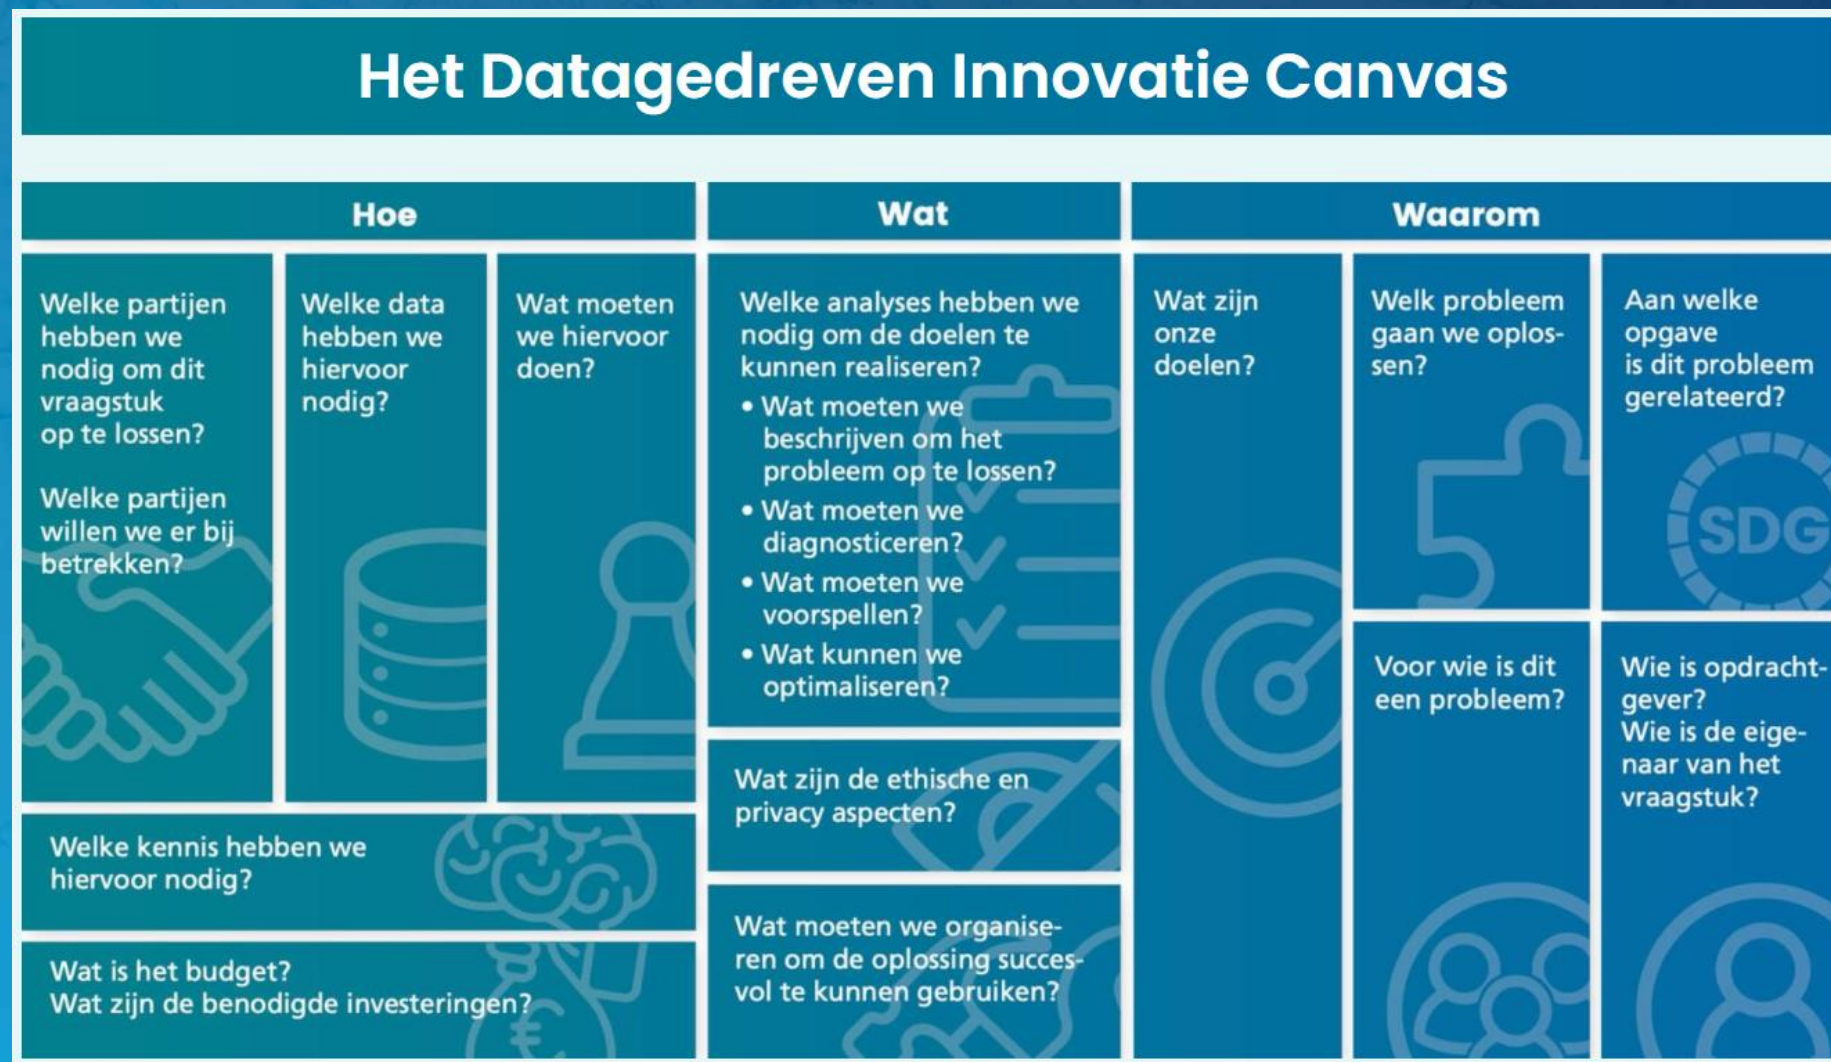 Het Datagedreven Innovatie Canvas
Hoe
Welke partijen
hebben we
nodig om dit
vraagstuk
op te lossen?
Welke partijen
willen we er bij
betrekken?
Welke data
hebben we
hiervoor
nodig?
Wat moeten
we hiervoor
doen?
Welke kennis hebben we
hiervoor nodig?
Wat is het budget?
Wat zijn de benodigde investeringen?
€
Wat
Welke analyses hebben we
nodig om de doelen te
kunnen realiseren?
• Wat moeten we
beschrijven om het
probleem op te lossen?
• Wat moeten we
diagnosticeren?
• Wat moeten we
voorspellen?
• Wat kunnen we
optimaliseren?
Wat zijn de ethische en
privacy aspecten?
Wat moeten we organise-
ren om de oplossing succes-
vol te kunnen gebruiken?
Waarom
Wat zijn
onze
doelen?
Welk probleem
gaan we oplos-
sen?
Voor wie is dit
een probleem?
Aan welke
opgave
is dit probleem
gerelateerd?
SDG
Wie is opdracht-
gever?
Wie is de eige-
naar van het
vraagstuk?